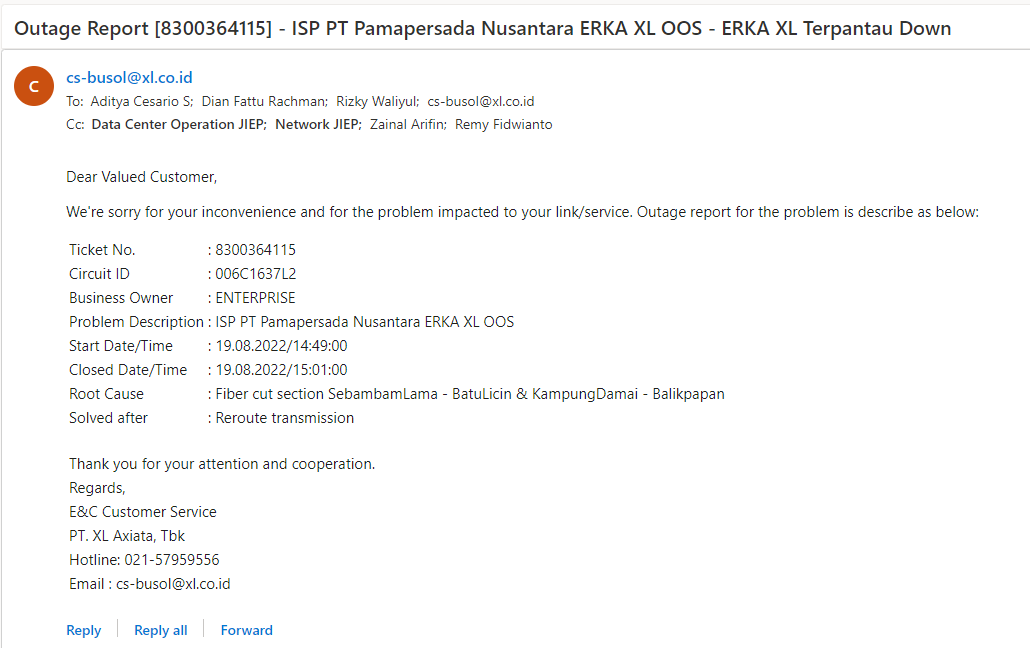 Outage Report [8300364115] - ISP PT Pamapersada Nusantara ERKA XL OOS - ERKA XL Terpantau Down
C
cs-busol@xl.co.id
To: Aditya Cesario S; Dian Fattu Rachman; Rizky Waliyul; cs-busol@xl.co.id
Cc: Data Center Operation JIEP; Network JIEP; Zainal Arifin; Remy Fidwianto
Dear Valued Customer,
We're sorry for your inconvenience and for the problem impacted to your link/service. Outage report for the problem is describe as below:
Ticket No. : 8300364115
Circuit ID : 006C1637L2
Business Owner : ENTERPRISE
Problem Description : ISP PT Pamapersada Nusantara ERKA XL OOS
Start Date/Time : 19.08.2022/14:49:00
Closed Date/Time : 19.08.2022/15:01:00
Root Cause : Fiber cut section SebambamLama - BatuLicin & KampungDamai - Balikpapan
Solved after : Reroute transmission
Thank you for your attention and cooperation.
Regards,
E&C Customer Service
PT. XL Axiata, Tbk
Hotline: 021-57959556
Email : cs-busol@xl.co.id
Reply Reply all Forward